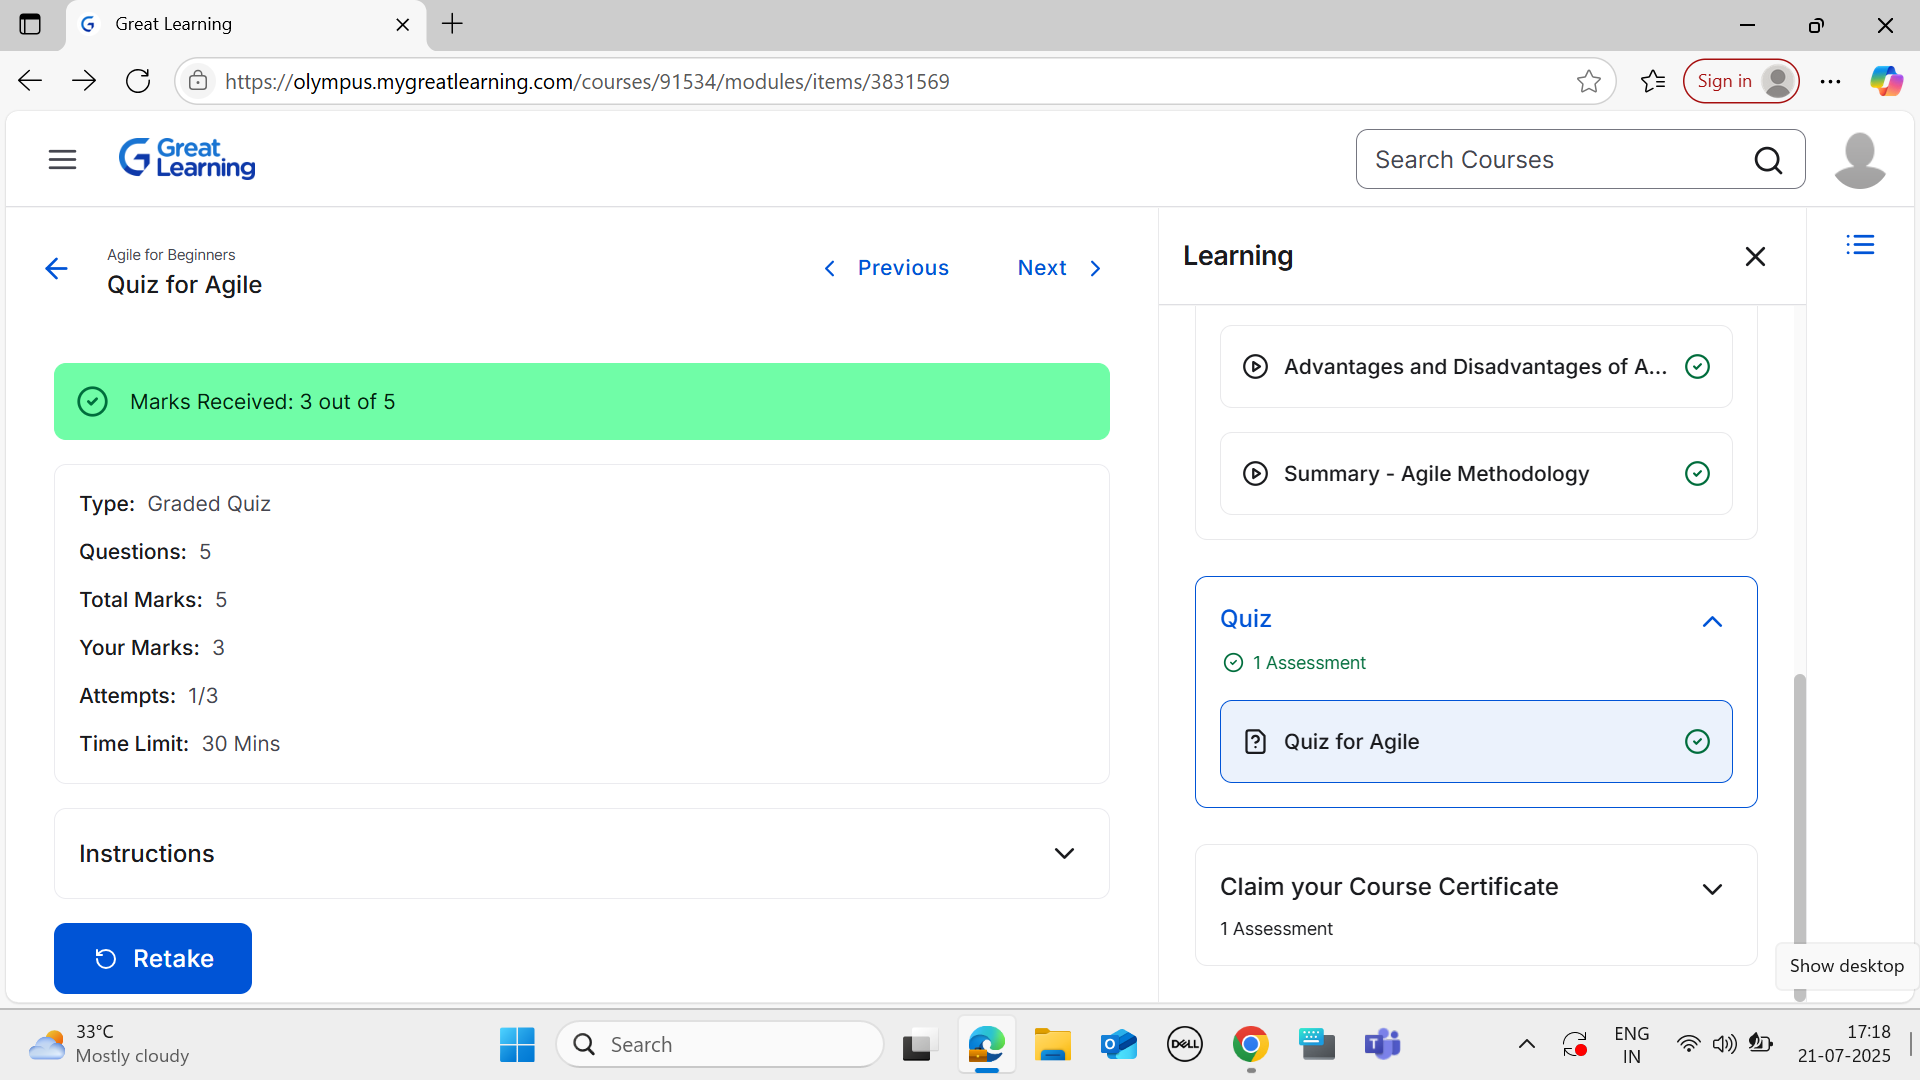 Great Learning
https://olympus.mygreatlearning.com/courses/91534/modules/items/3831569
Sign in
Great
Learning
Search Courses
Agile for Beginners
Quiz for Agile
Previous
Next
Marks Received: 3 out of 5
Type: Graded Quiz
Questions: 5
Total Marks: 5
Your Marks: 3
Attempts: 1/3
Time Limit: 30 Mins
Instructions
Retake
Learning
Advantages and Disadvantages of A...
Summary - Agile Methodology
Quiz
1 Assessment
Quiz for Agile
Claim your Course Certificate
1 Assessment
Show desktop
33°C
Mostly cloudy
Search
DELL
ENG
IN
17:18
21-07-2025